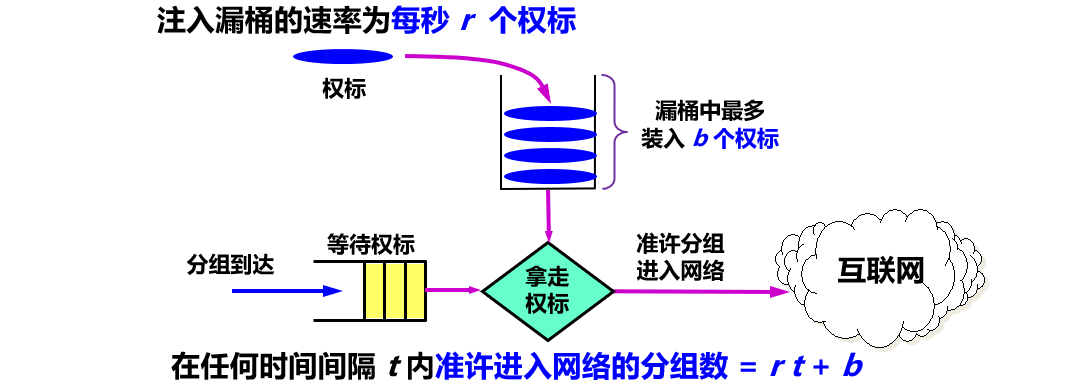 注入漏桶的速率为每秒 r 个权标
权标
漏桶中最多
装入 b 个权标
等待权标
分组到达
拿走
权标
准许分组
进入网络
互联网
在任何时间间隔 t 内准许进入网络的分组数 = r t + b